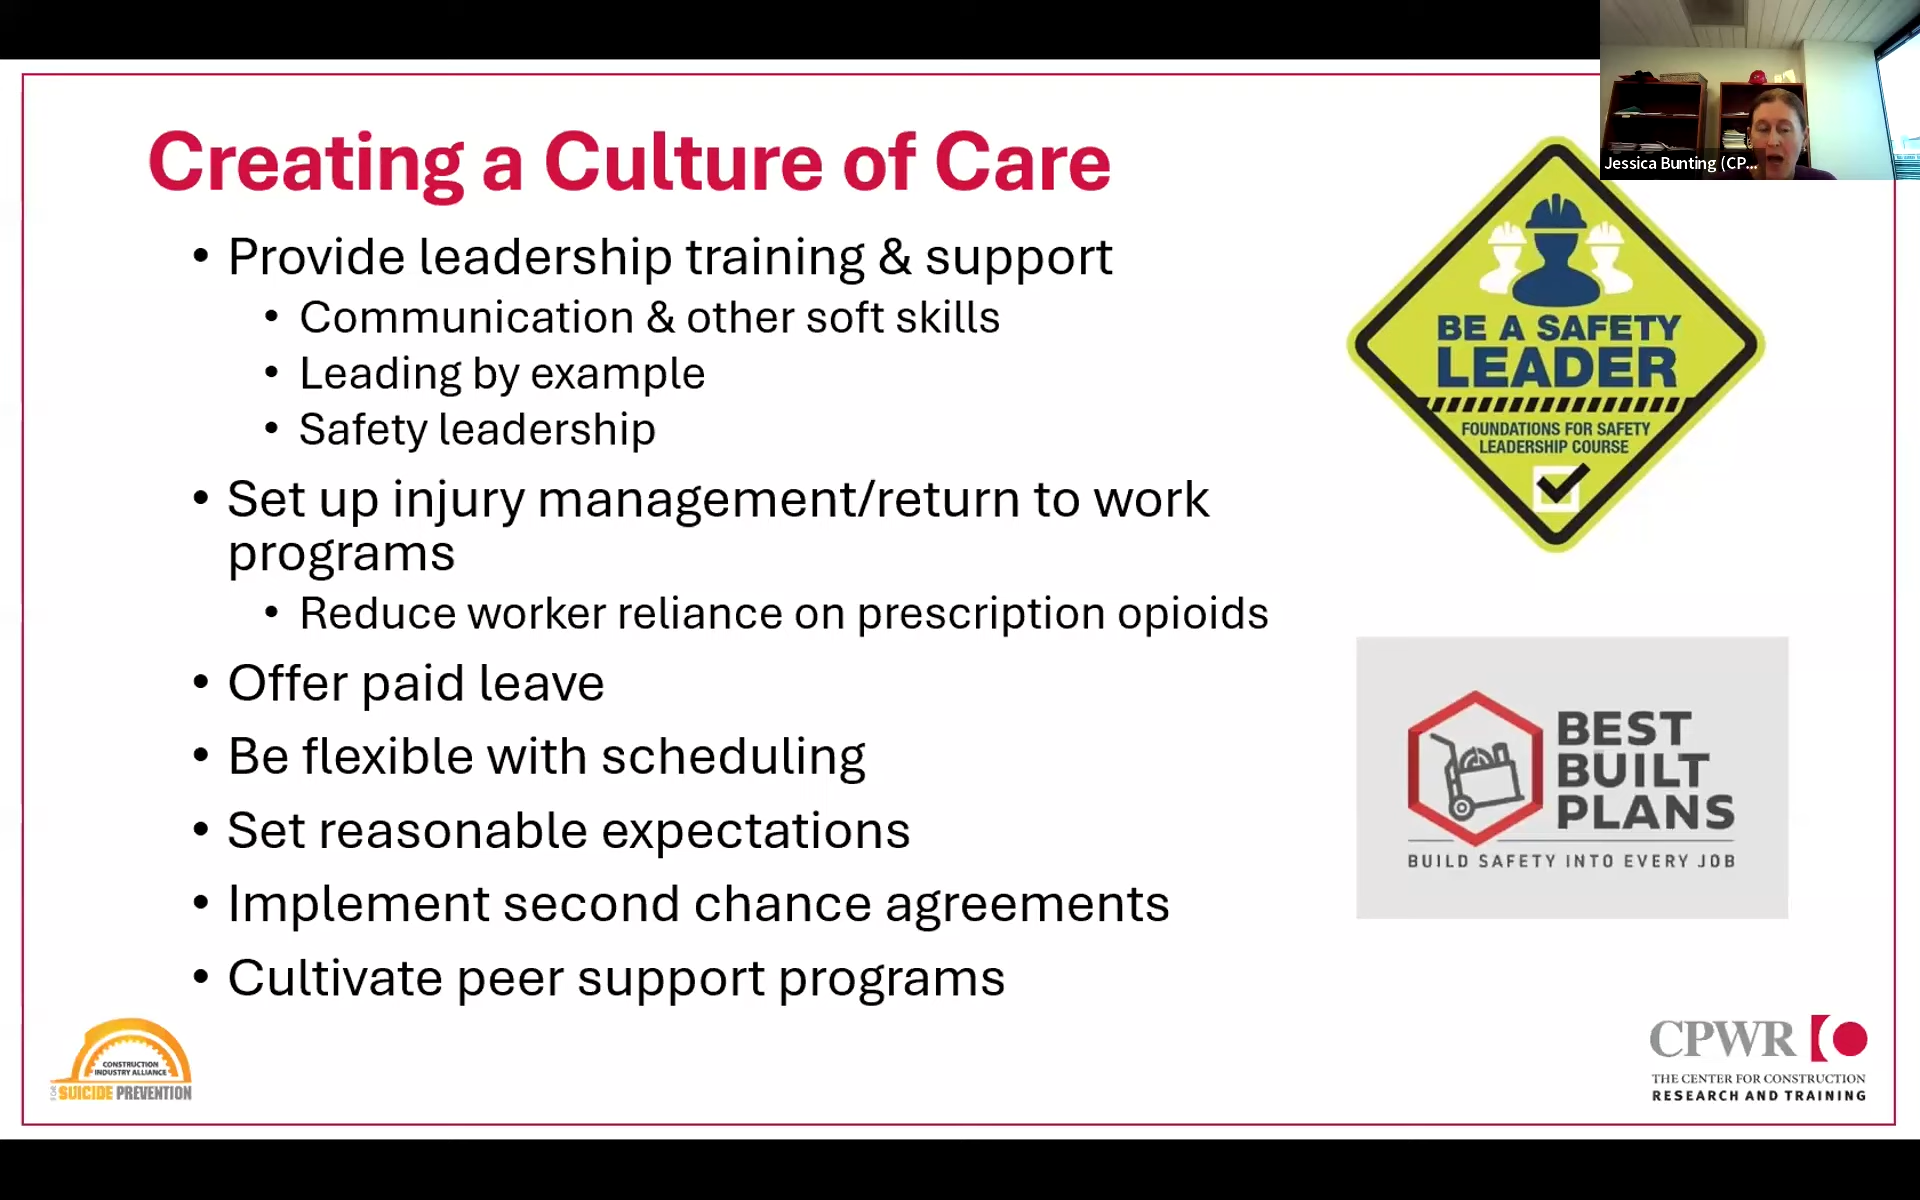 Jessica Bunting (CP...
Creating a Culture of Care
• Provide leadership training & support
• Communication & other soft skills
• Leading by example
• Safety leadership
• Set up injury management/return to work
programs
• Reduce worker reliance on prescription opioids
• Offer paid leave
• Be flexible with scheduling
• Set reasonable expectations
• Implement second chance agreements
• Cultivate peer support programs
BE A SAFETY
LEADER
FOUNDATIONS FOR SAFETY
LEADERSHIP COURSE
BEST
BUILT
PLANS
BUILD SAFETY INTO EVERY JOB
CONSTRUCTION
INDUSTRY ALLIANCE
FOR SUICIDE PREVENTION
CPWR
THE CENTER FOR CONSTRUCTION
RESEARCH AND TRAINING